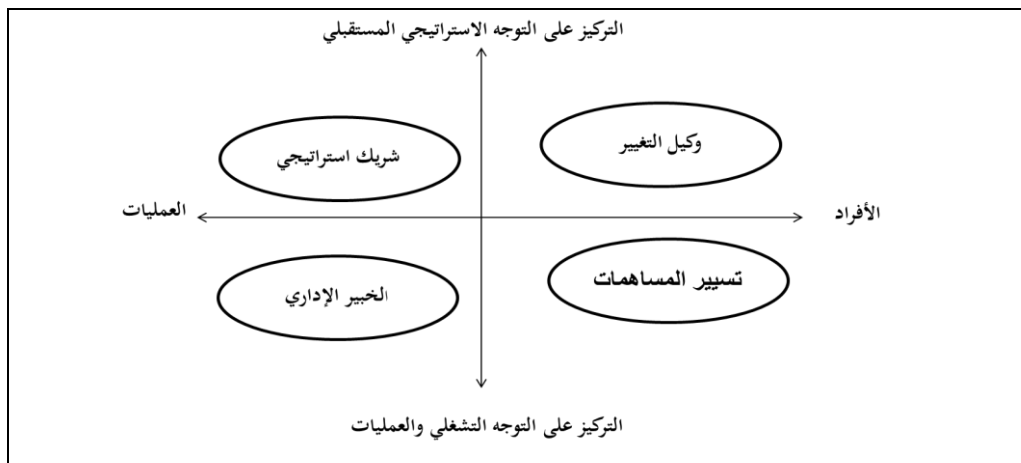 التركيز على التوجه الاستراتيجي المستقبلي
وكيل التغيير
شريك استراتيجي
الأفراد
العمليات
تسيير المساهمات
الخبير الإداري
التركيز على التوجه التشغلي والعمليات